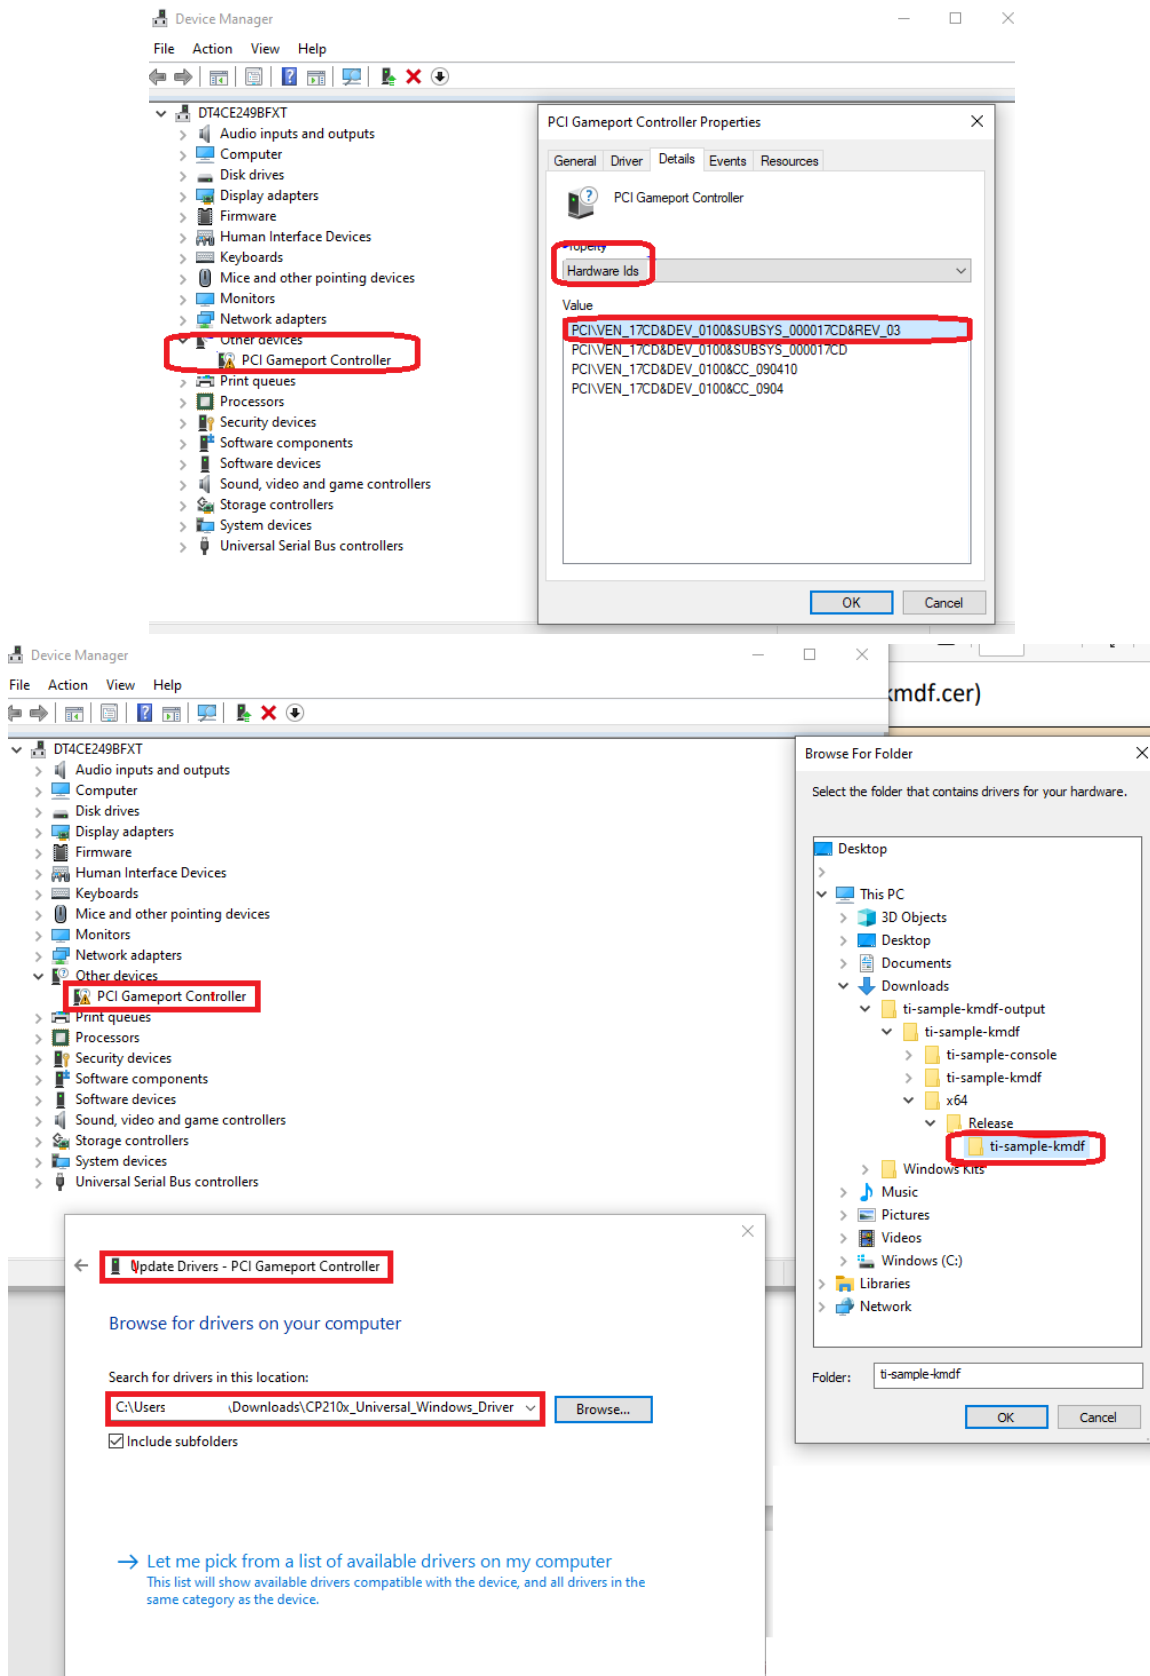 Device Manager
File Action View Help
DT4CE249BFXT
Audio inputs and outputs
Computer
Disk drives
Display adapters
Firmware
Human Interface Devices
Keyboards
Mice and other pointing devices
Monitors
Network adapters
Other devices
PCI Gameport Controller
Print queues
Processors
Security devices
Software components
Software devices
Sound, video and game controllers
Storage controllers
System devices
Universal Serial Bus controllers
PCI Gameport Controller Properties
General Driver Details Events Resources
PCI Gameport Controller
Property
Hardware Ids
Value
PCI\VEN_17CD&DEV_0100&SUBSYS_000017CD&REV_03
PCI\VEN_17CD&DEV_0100&SUBSYS_000017CD
PCI\VEN_17CD&DEV_0100&CC_090410
PCI\VEN_17CD&DEV_0100&CC_0904
OK Cancel
Device Manager
File Action View Help
DT4CE249BFXT
Audio inputs and outputs
Computer
Disk drives
Display adapters
Firmware
Human Interface Devices
Keyboards
Mice and other pointing devices
Monitors
Network adapters
Other devices
PCI Gameport Controller
Print queues
Processors
Security devices
Software components
Software devices
Sound, video and game controllers
Storage controllers
System devices
Universal Serial Bus controllers
kmdf.cer)
Browse For Folder
Select the folder that contains drivers for your hardware.
Desktop
This PC
3D Objects
Desktop
Documents
Downloads
ti-sample-kmdf-output
ti-sample-kmdf
ti-sample-console
ti-sample-kmdf
x64
Release
ti-sample-kmdf
Windows Kits
Music
Pictures
Videos
Windows (C:)
Libraries
Network
Folder: ti-sample-kmdf
OK Cancel
Update Drivers - PCI Gameport Controller
Browse for drivers on your computer
Search for drivers in this location:
C:\Users \Downloads\CP210x_Universal_Windows_Driver
Browse...
Include subfolders
Let me pick from a list of available drivers on my computer
This list will show available drivers compatible with the device, and all drivers in the
same category as the device.